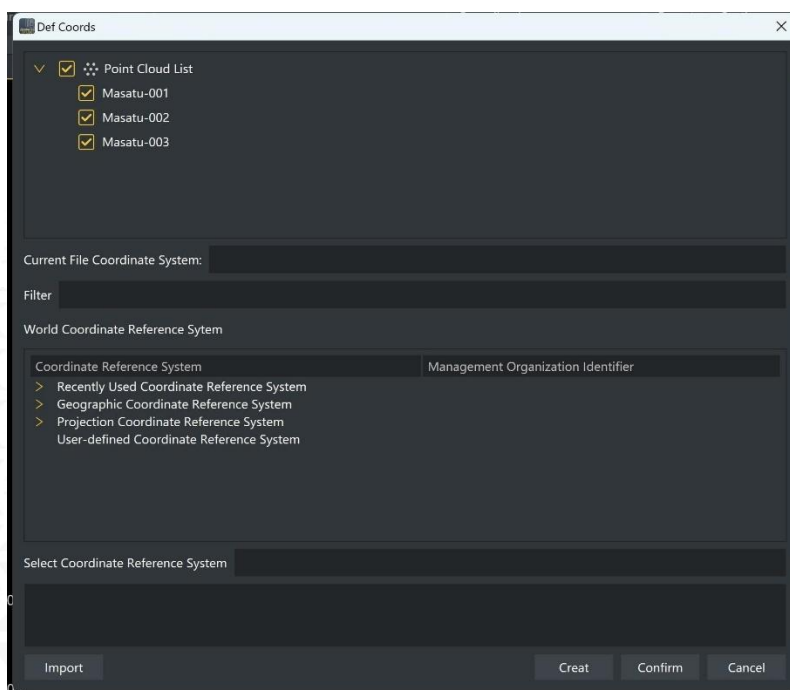 Def Coords
Point Cloud List
Masatu-001
Masatu-002
Masatu-003
Current File Coordinate System:
Filter
World Coordinate Reference Sytem
Coordinate Reference System Management Organization Identifier
Recently Used Coordinate Reference System
Geographic Coordinate Reference System
Projection Coordinate Reference System
User-defined Coordinate Reference System
Select Coordinate Reference System
Import Creat Confirm Cancel